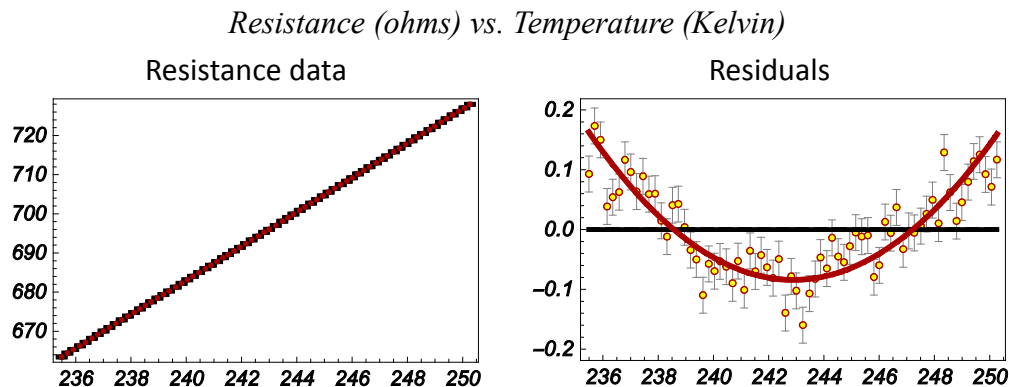 Resistance (ohms) vs. Temperature (Kelvin)
Resistance data
Residuals
720
710
700
690
680
670
236 238 240 242 244 246 248 250
0.2
0.1
0.0
−0.1
−0.2
236 238 240 242 244 246 248 250